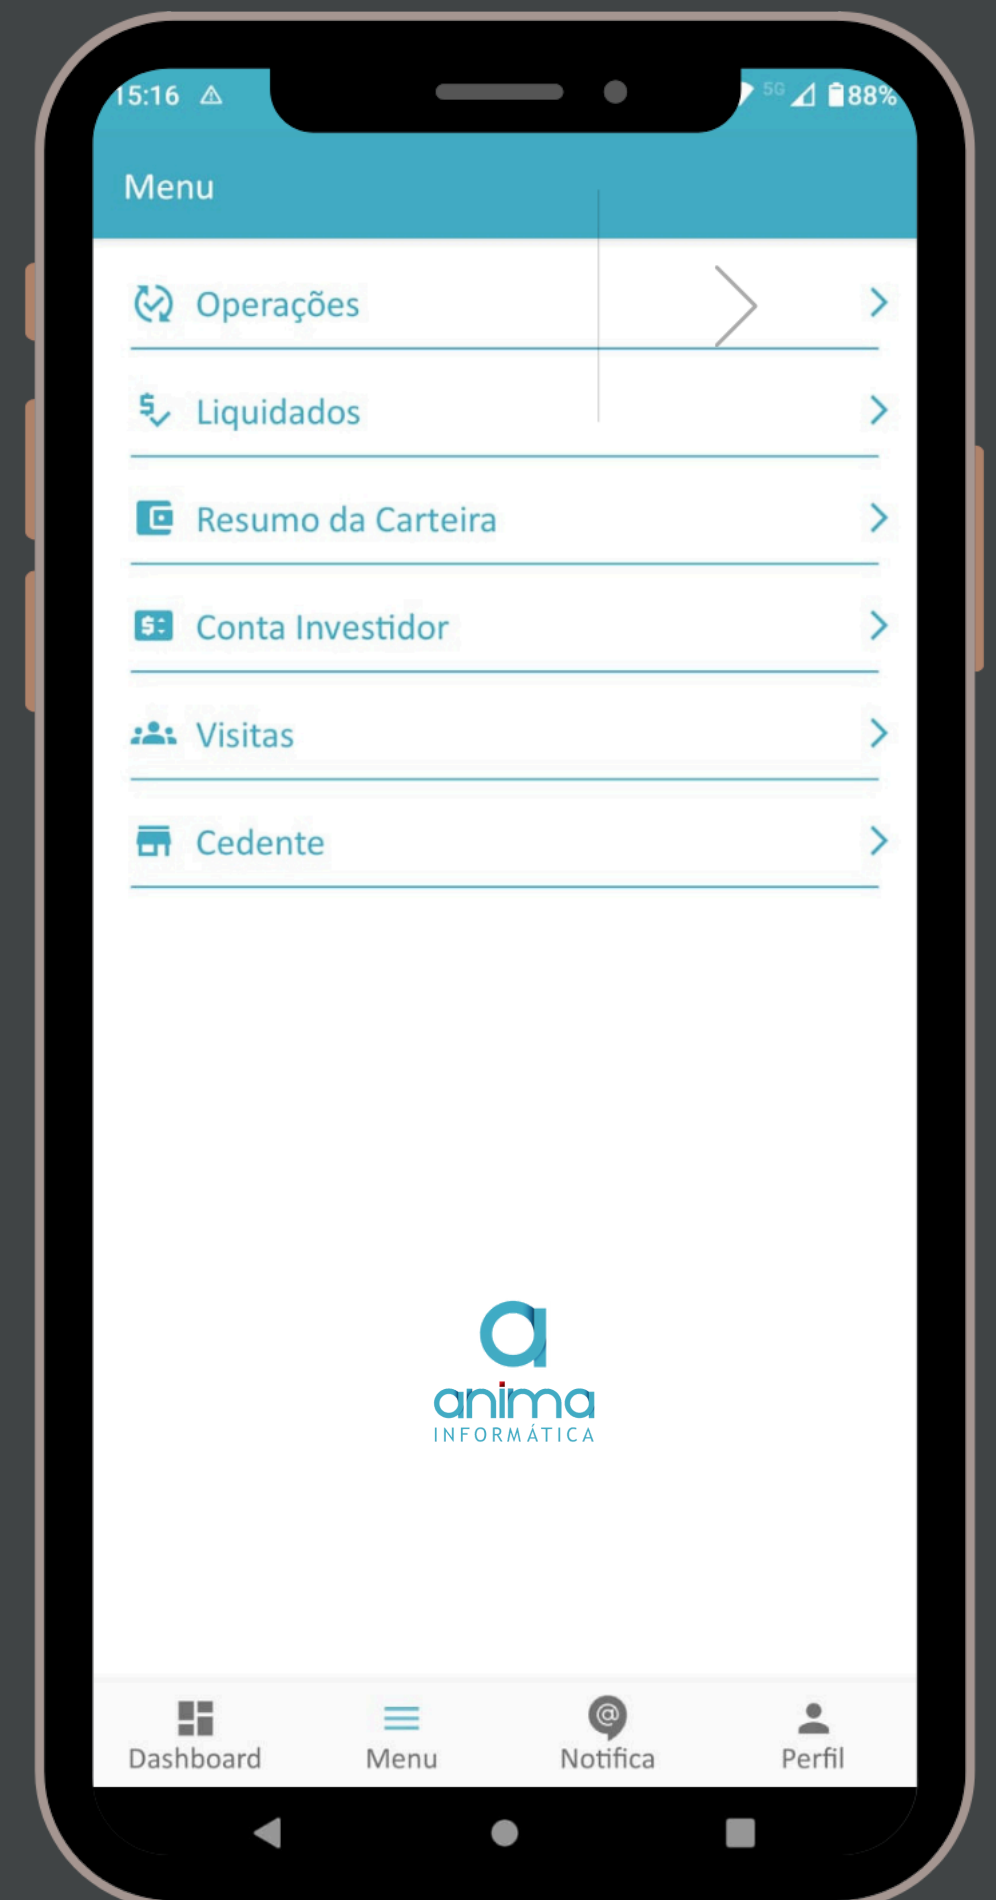 15:16 5G 88%
Menu
Operações
Liquidados
Resumo da Carteira
Conta Investidor
Visitas
Cedente
anima
INFORMÁTICA
Dashboard Menu Notifica Perfil